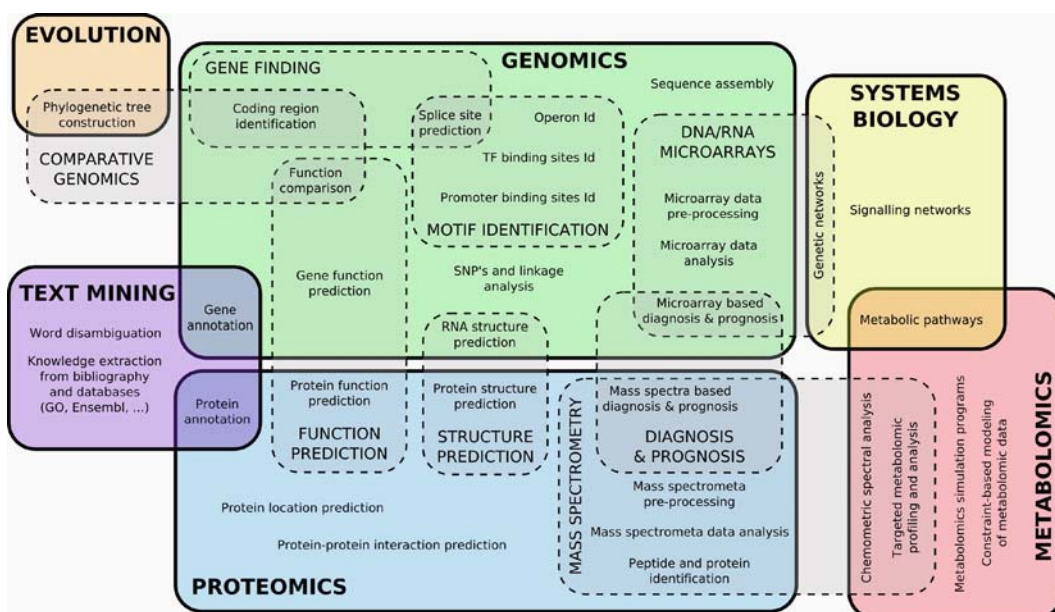 EVOLUTION
Phylogenetic tree
construction
COMPARATIVE
GENOMICS
GENE FINDING
Coding region
identification
GENOMICS
Sequence assembly
Splice site
prediction
Operon Id
TF binding sites Id
Promoter binding sites Id
MOTIF IDENTIFICATION
Function
comparison
Gene function
prediction
SNP's and linkage
analysis
DNA/RNA
MICROARRAYS
Microarray data
pre-processing
Microarray data
analysis
Microarray based
diagnosis & prognosis
Genetic networks
SYSTEMS
BIOLOGY
Signalling networks
Metabolic pathways
TEXT MINING
Word disambiguation
Knowledge extraction
from bibliography
and databases
(GO, Ensembl, ...)
Gene
annotation
Protein
annotation
RNA structure
prediction
Protein function
prediction
FUNCTION
PREDICTION
Protein structure
prediction
STRUCTURE
PREDICTION
MASS SPECTROMETRY
Mass spectra based
diagnosis & prognosis
DIAGNOSIS
& PROGNOSIS
Mass spectrometa
pre-processing
Mass spectrometa data analysis
Peptide and protein
identification
Protein location prediction
Protein-protein interaction prediction
PROTEOMICS
Chemometric spectral analysis
Targeted metabolomic
profiling and analysis
Metabolomics simulation programs
Constraint-based modeling
of metabolomic data
METABOLOMICS